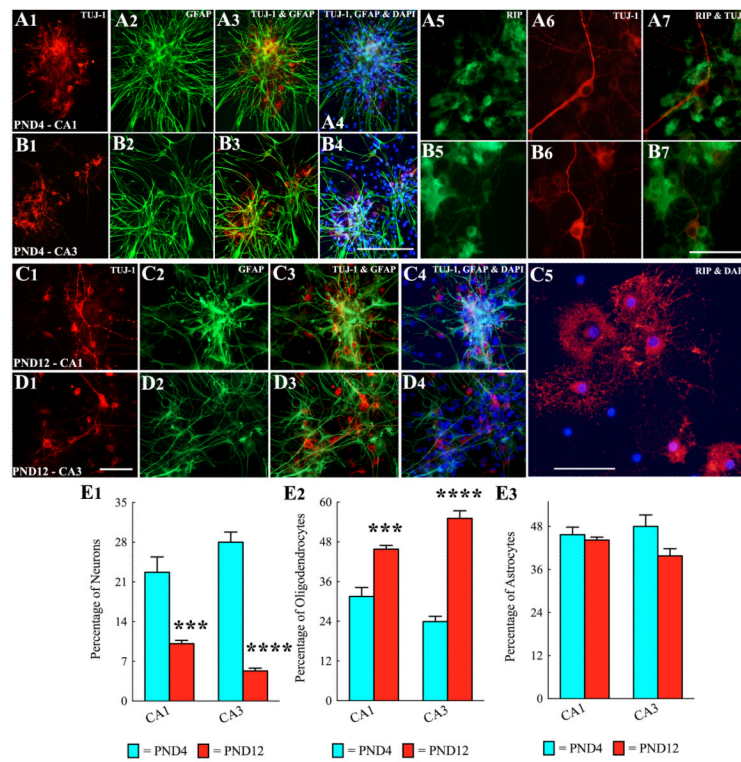 A1 TUJ-1 A2 GFAP A3 TUJ-1 & GFAP TUJ-1, GFAP & DAPI A5 RIP A6 TUJ-1 A7 RIP & TUJ
PND4 - CA1 A4
B1 B2 B3 B4 B5 B6 B7
PND4 - CA3
C1 TUJ-1 C2 GFAP C3 TUJ-1 & GFAP C4 TUJ-1, GFAP & DAPI C5 RIP & DAP
PND12 - CA1
D1 D2 D3 D4
PND12 - CA3
E1 E2 E3
Percentage of Neurons
35
28
21
14
7
0
***
****
CA1 CA3
= PND4 = PND12
Percentage of Oligodendrocytes
60
48
36
24
12
0
***
****
CA1 CA3
= PND4 = PND12
Percentage of Astrocytes
60
48
36
24
12
0
CA1 CA3
= PND4 = PND12